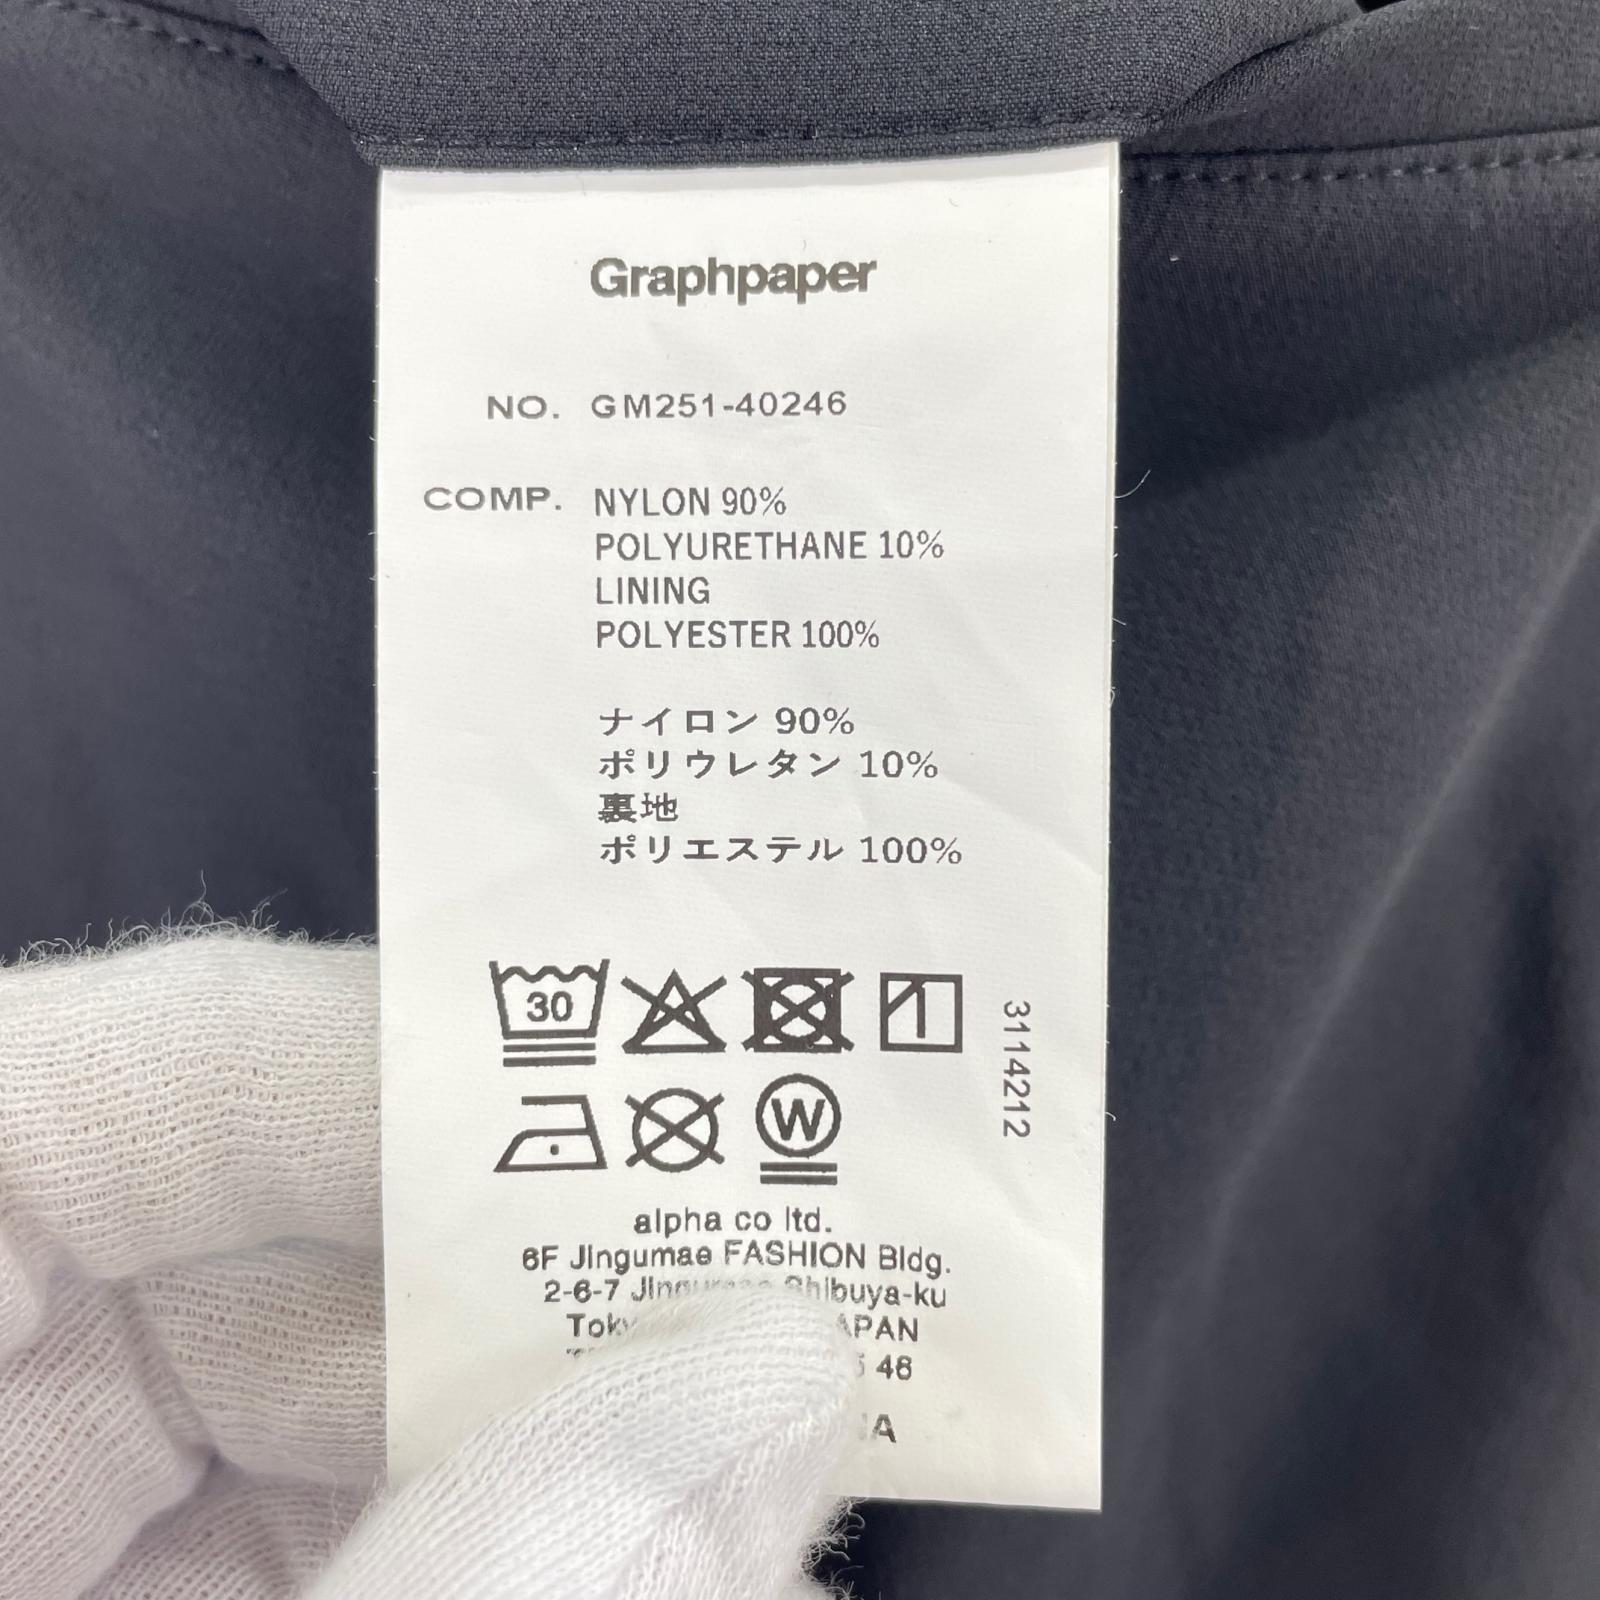 Graphpaper
NO. GM251-40246
COMP. NYLON 90%
POLYURETHANE 10%
LINING
POLYESTER 100%
ナイロン 90%
ポリウレタン 10%
裏地
ポリエステル 100%
30
W
3114212
alpha co ltd.
6F Jingumae FASHION Bldg.
2-6-7 Jingumae Shibuya-ku
46